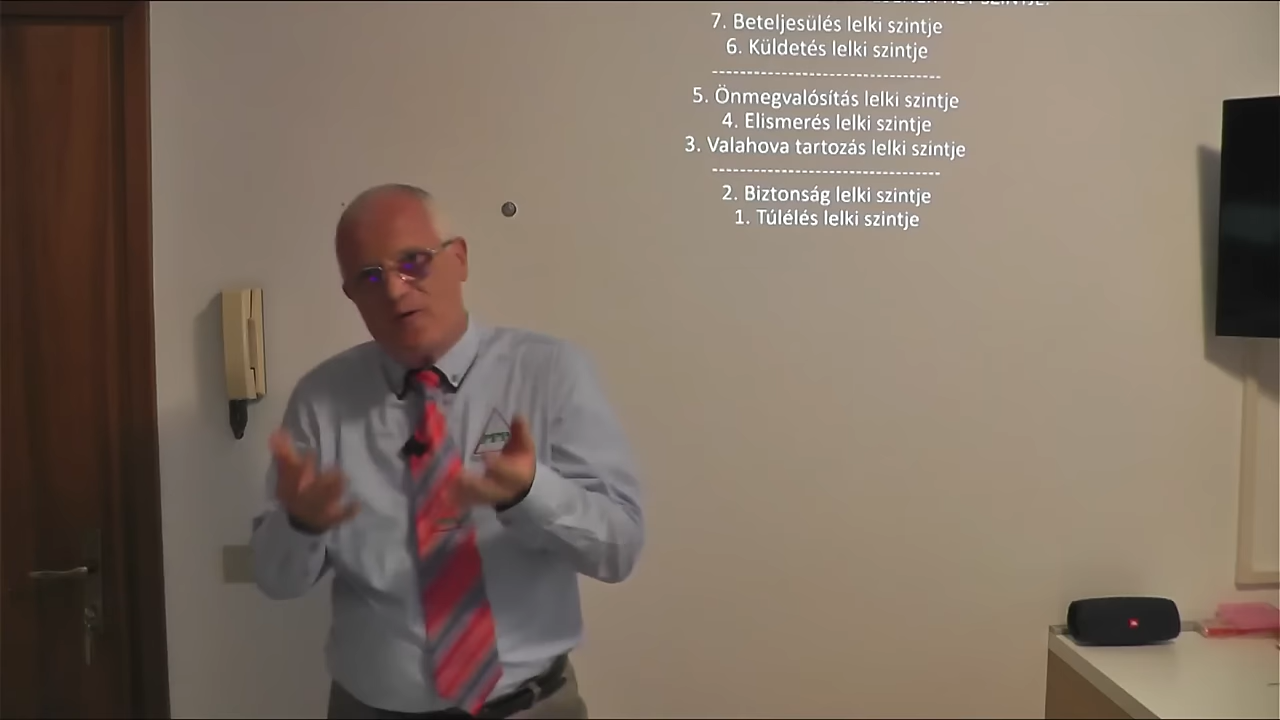 7. Beteljesülés lelki szintje
6. Küldetés lelki szintje
---------------------------------
5. Önmegvalósítás lelki szintje
4. Elismerés lelki szintje
3. Valahova tartozás lelki szintje
---------------------------------
2. Biztonság lelki szintje
1. Túlélés lelki szintje
JBL